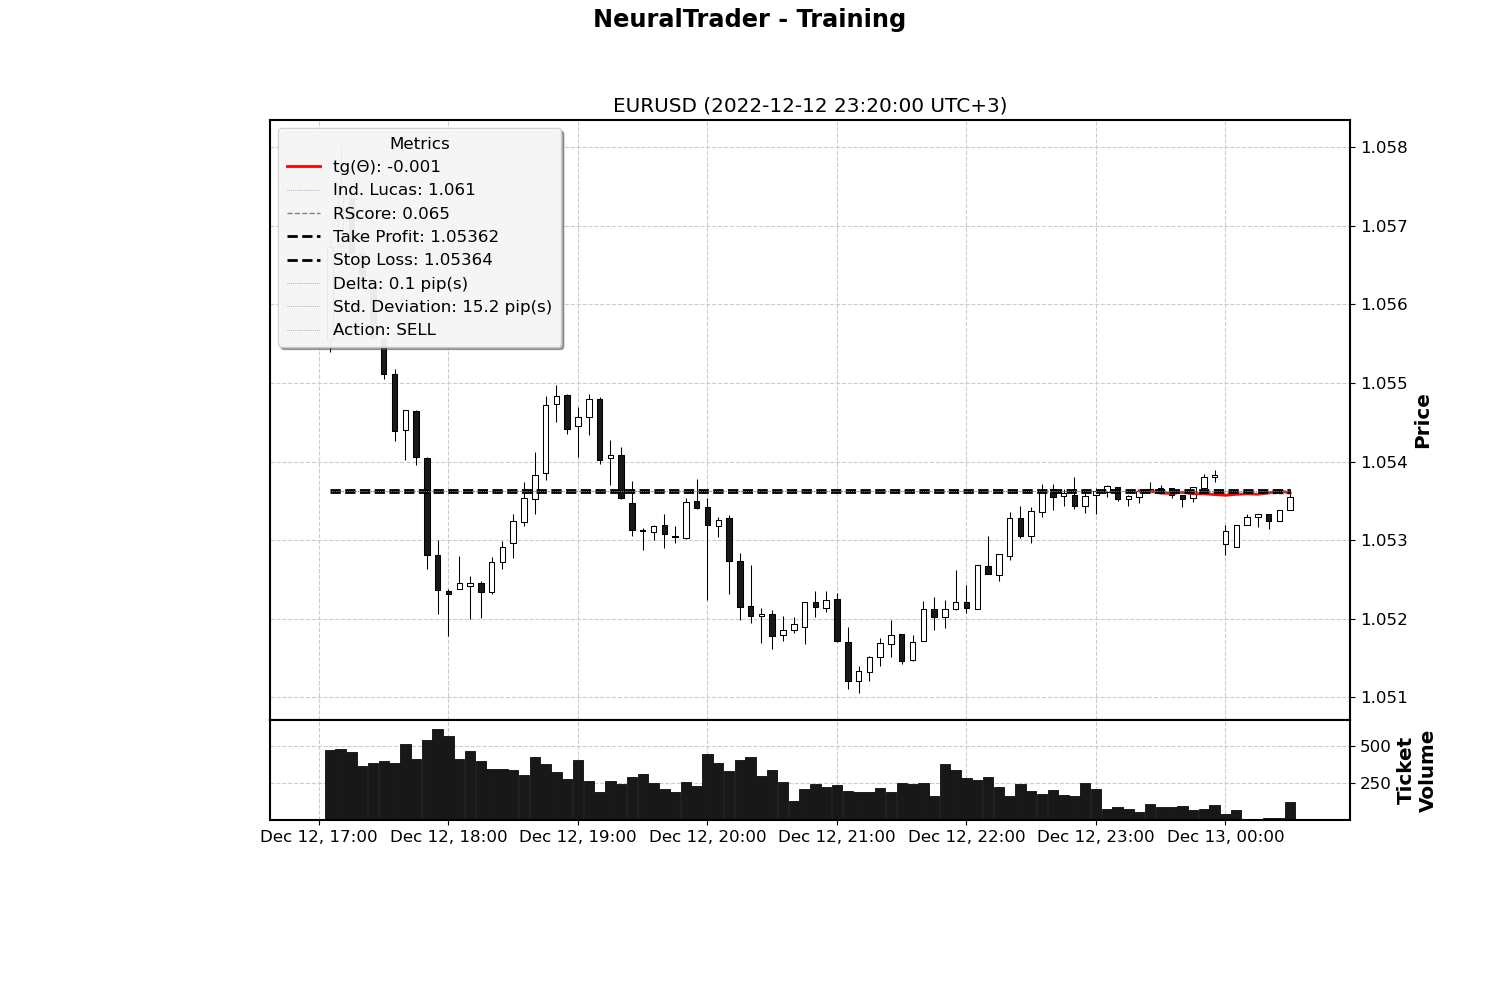 NeuralTrader - Training
EURUSD (2022-12-12 23:20:00 UTC+3)
Metrics
tg(Θ): -0.001
Ind. Lucas: 1.061
RScore: 0.065
Take Profit: 1.05362
Stop Loss: 1.05364
Delta: 0.1 pip(s)
Std. Deviation: 15.2 pip(s)
Action: SELL
1.058
1.057
1.056
1.055
1.054
1.053
1.052
1.051
Price
500
250
Ticket
Volume
Dec 12, 17:00 Dec 12, 18:00 Dec 12, 19:00 Dec 12, 20:00 Dec 12, 21:00 Dec 12, 22:00 Dec 12, 23:00 Dec 13, 00:00